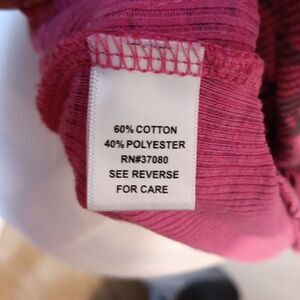 60% COTTON
40% POLYESTER
RN#37080
SEE REVERSE
FOR CARE